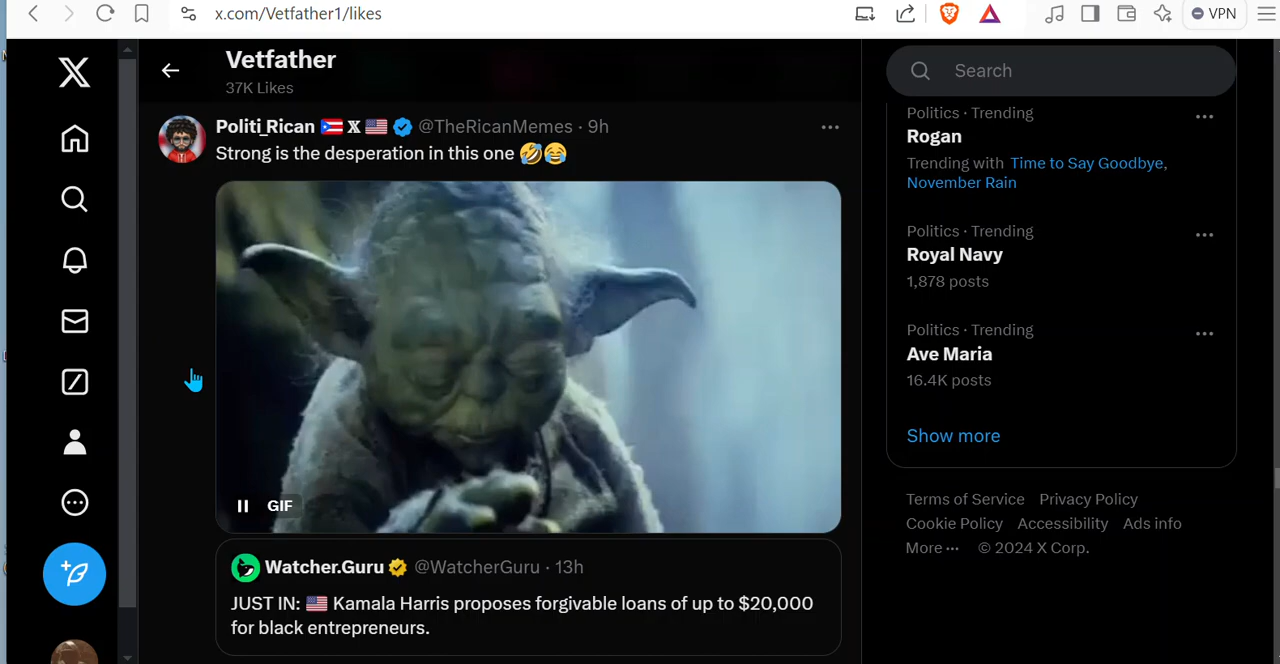 x.com/Vetfather1/likes
VPN
Vetfather
37K Likes
Search
Politi_Rican 🇵🇷 𝕏 🇺🇸 @TheRicanMemes · 9h
Strong is the desperation in this one 🤣😂
GIF
Watcher.Guru @WatcherGuru · 13h
JUST IN: 🇺🇸 Kamala Harris proposes forgivable loans of up to $20,000
for black entrepreneurs.
Politics · Trending
Rogan
Trending with Time to Say Goodbye,
November Rain
Politics · Trending
Royal Navy
1,878 posts
Politics · Trending
Ave Maria
16.4K posts
Show more
Terms of Service Privacy Policy
Cookie Policy Accessibility Ads info
More ··· © 2024 X Corp.